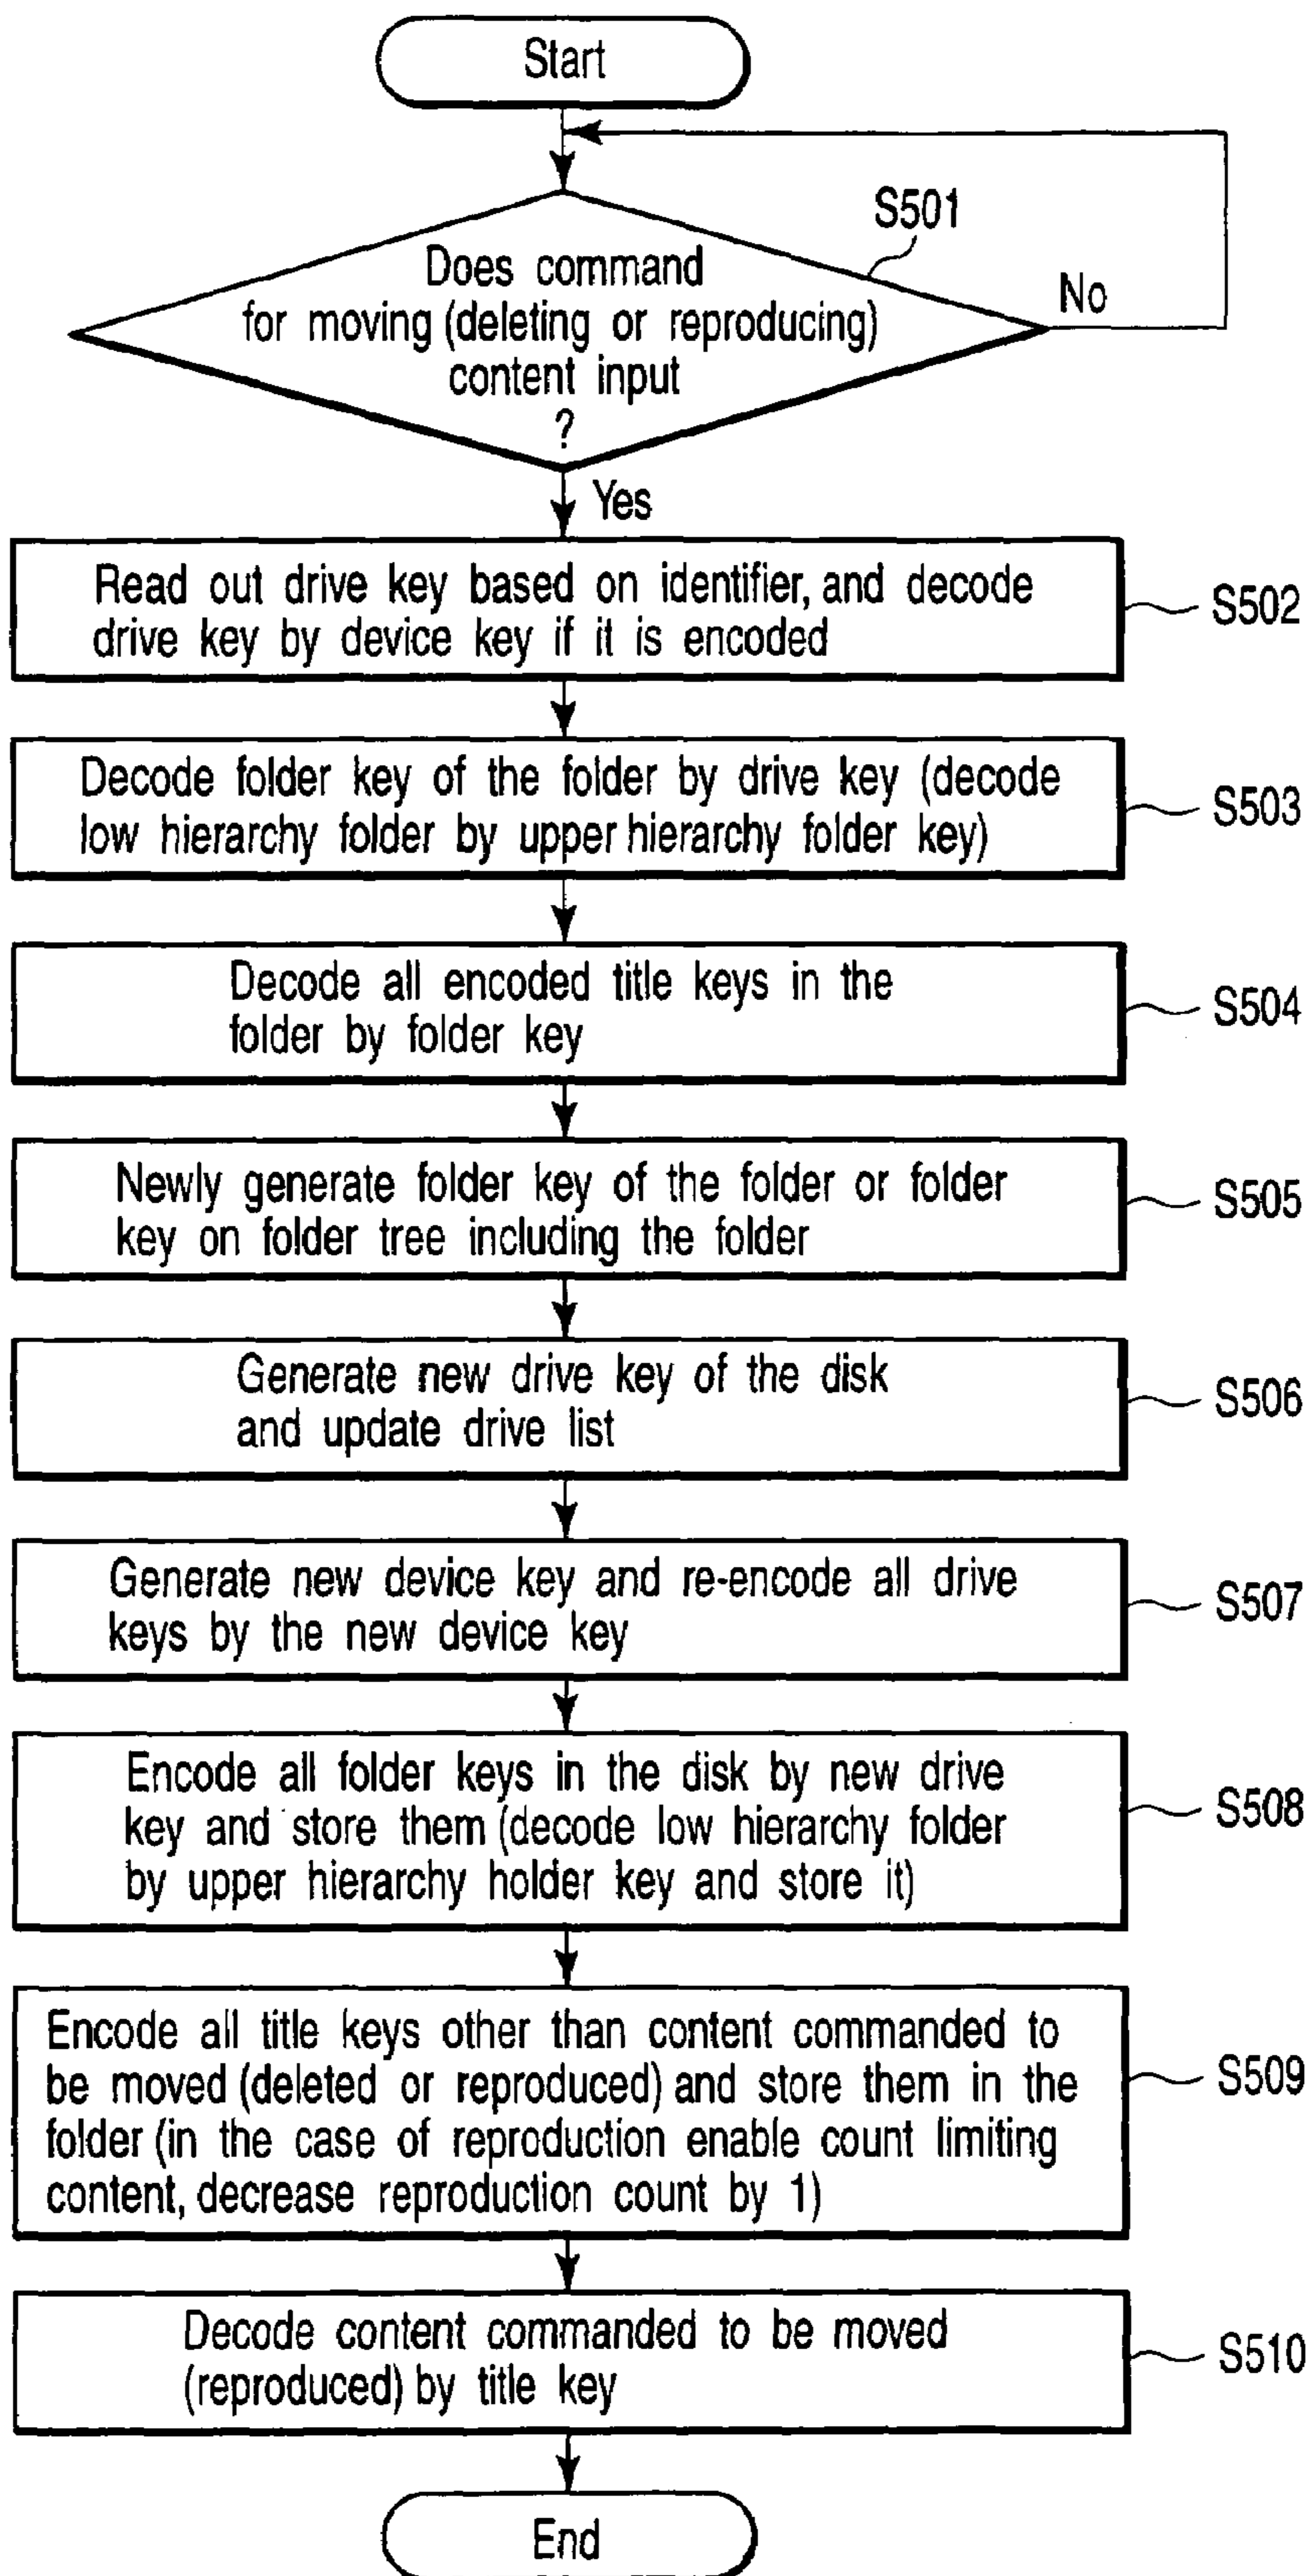 Start
S501
Does command
for moving (deleting or reproducing)
content input
?
No
Yes
Read out drive key based on identifier, and decode
drive key by device key if it is encoded
S502
Decode folder key of the folder by drive key (decode
low hierarchy folder by upper hierarchy folder key)
S503
Decode all encoded title keys in the
folder by folder key
S504
Newly generate folder key of the folder or folder
key on folder tree including the folder
S505
Generate new drive key of the disk
and update drive list
S506
Generate new device key and re-encode all drive
keys by the new device key
S507
Encode all folder keys in the disk by new drive
key and store them (decode low hierarchy folder
by upper hierarchy holder key and store it)
S508
Encode all title keys other than content commanded to
be moved (deleted or reproduced) and store them in the
folder (in the case of reproduction enable count limiting
content, decrease reproduction count by 1)
S509
Decode content commanded to be moved
(reproduced) by title key
S510
End